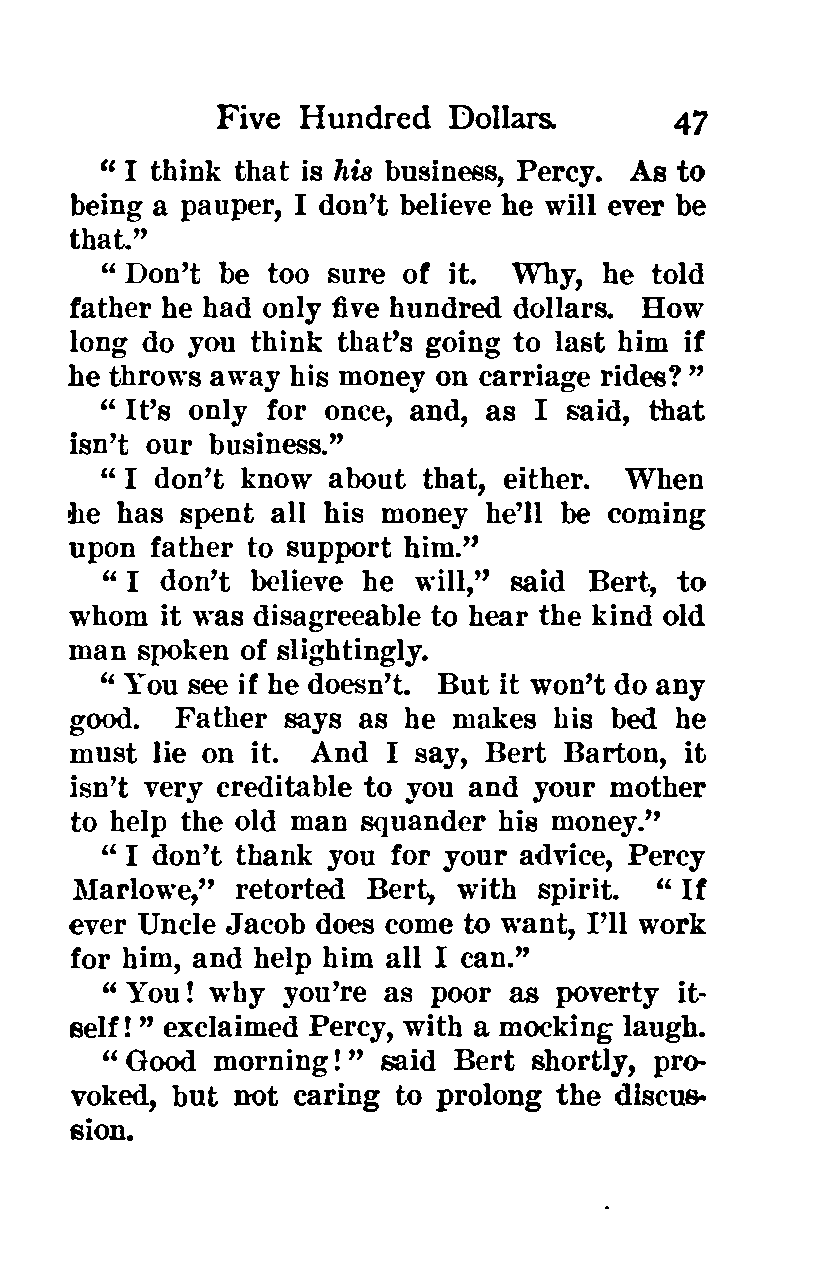 Five Hundred Dollars. 47
“ I think that is his business, Percy. As to
being a pauper, I don’t believe he will ever be
that.”
“ Don’t be too sure of it. Why, he told
father he had only five hundred dollars. How
long do you think that’s going to last him if
he throws away his money on carriage rides? ”
“ It’s only for once, and, as I said, that
isn’t our business.”
“ I don’t know about that, either. When
he has spent all his money he’ll be coming
upon father to support him.”
“ I don’t believe he will,” said Bert, to
whom it was disagreeable to hear the kind old
man spoken of slightingly.
“ You see if he doesn’t. But it won’t do any
good. Father says as he makes his bed he
must lie on it. And I say, Bert Barton, it
isn’t very creditable to you and your mother
to help the old man squander his money.”
“ I don’t thank you for your advice, Percy
Marlowe,” retorted Bert, with spirit. “ If
ever Uncle Jacob does come to want, I’ll work
for him, and help him all I can.”
“ You! why you’re as poor as poverty it-
self! ” exclaimed Percy, with a mocking laugh.
“ Good morning! ” said Bert shortly, pro-
voked, but not caring to prolong the discus-
sion.